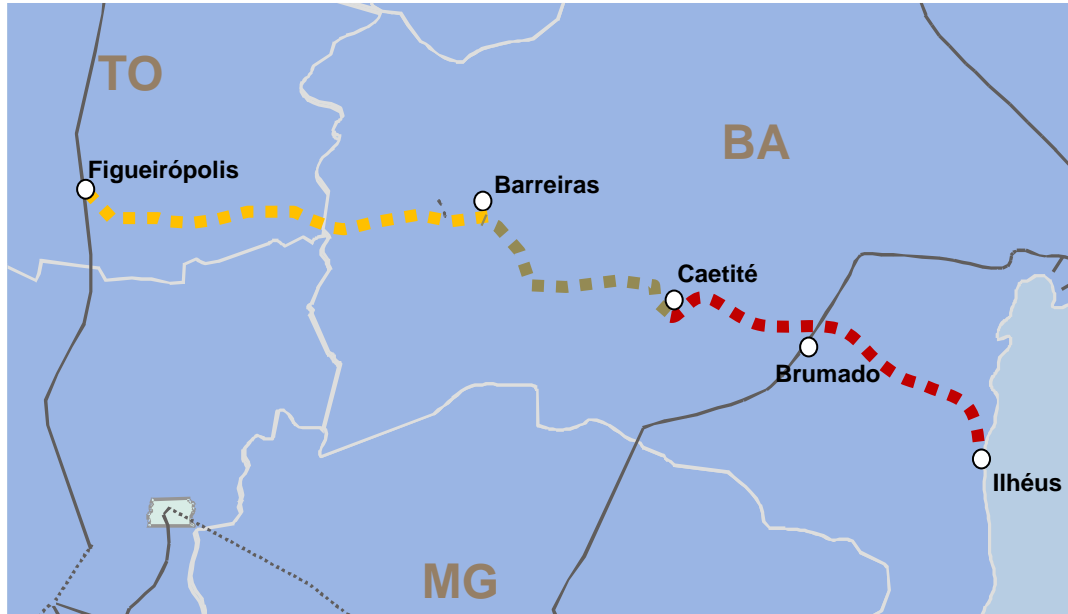 TO
BA
Figueirópolis
Barreiras
Caetité
Brumado
Ilhéus
MG